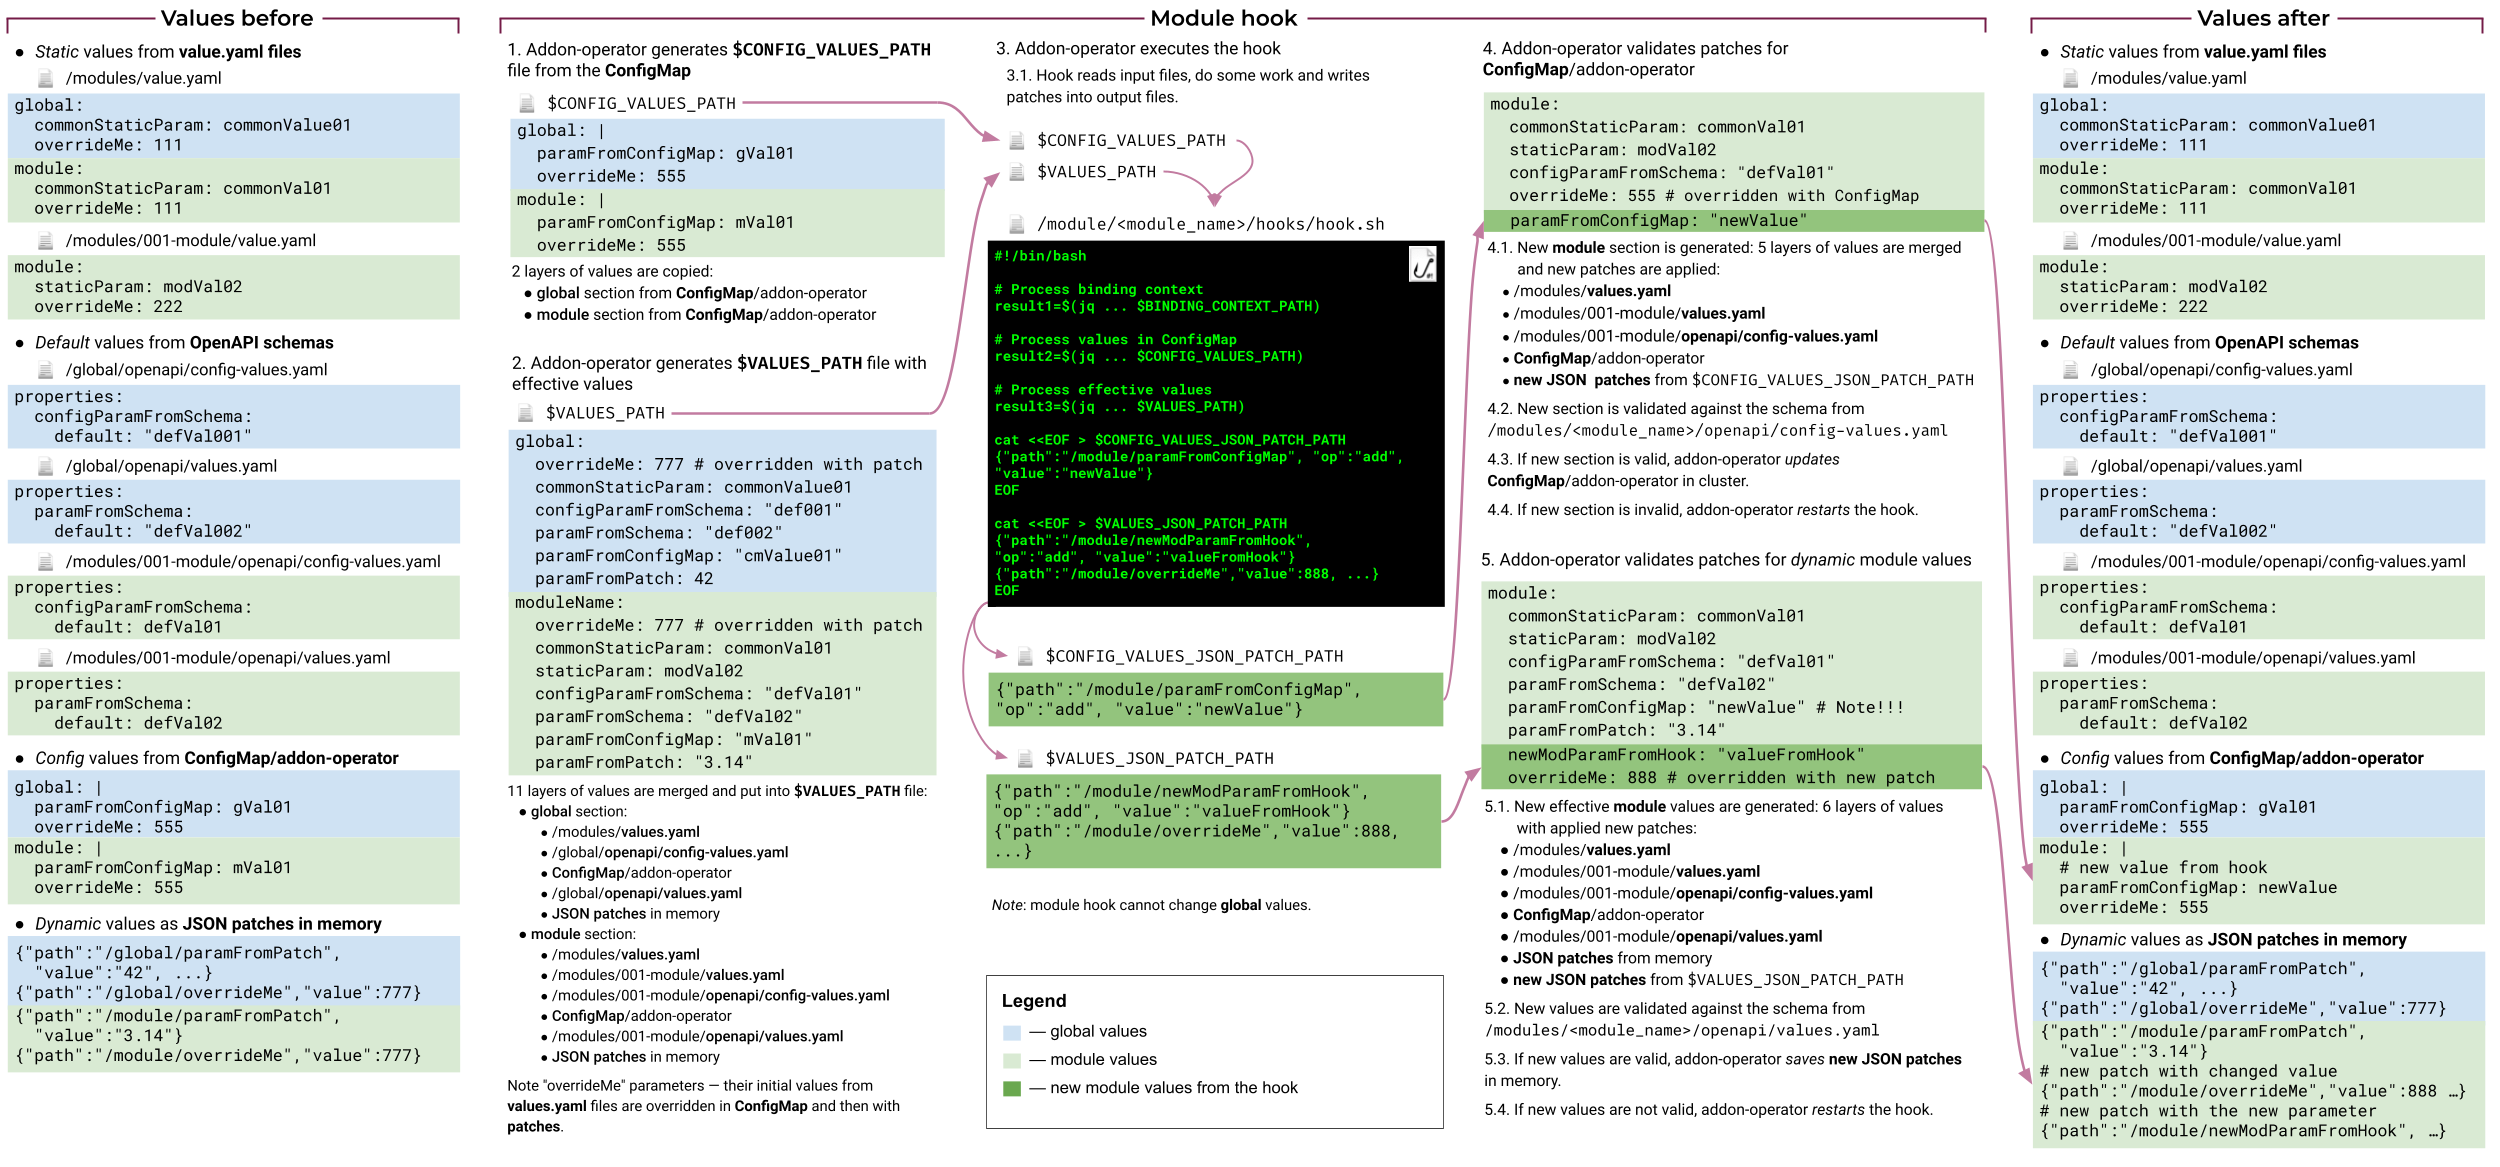 Values before
● Static values from value.yaml files
/modules/value.yaml
global:
  commonStaticParam: commonValue01
  overrideMe: 111
module:
  commonStaticParam: commonVal01
  overrideMe: 111
/modules/001-module/value.yaml
module:
  staticParam: modVal02
  overrideMe: 222
● Default values from OpenAPI schemas
/global/openapi/config-values.yaml
properties:
  configParamFromSchema:
    default: "defVal001"
/global/openapi/values.yaml
properties:
  paramFromSchema:
    default: "defVal002"
/modules/001-module/openapi/config-values.yaml
properties:
  configParamFromSchema:
    default: defVal01
/modules/001-module/openapi/values.yaml
properties:
  paramFromSchema:
    default: defVal02
● Config values from ConfigMap/addon-operator
global: |
  paramFromConfigMap: gVal01
  overrideMe: 555
module: |
  paramFromConfigMap: mVal01
  overrideMe: 555
● Dynamic values as JSON patches in memory
{"path":"/global/paramFromPatch",
  "value":"42", ...}
{"path":"/global/overrideMe","value":777}
{"path":"/module/paramFromPatch",
  "value":"3.14"}
{"path":"/module/overrideMe","value":777}
Module hook
1. Addon-operator generates $CONFIG_VALUES_PATH
file from the ConfigMap
$CONFIG_VALUES_PATH
global: |
  paramFromConfigMap: gVal01
  overrideMe: 555
module: |
  paramFromConfigMap: mVal01
  overrideMe: 555
2 layers of values are copied:
● global section from ConfigMap/addon-operator
● module section from ConfigMap/addon-operator
2. Addon-operator generates $VALUES_PATH file with
effective values
$VALUES_PATH
global:
  overrideMe: 777 # overridden with patch
  commonStaticParam: commonValue01
  configParamFromSchema: "def001"
  paramFromSchema: "def002"
  paramFromConfigMap: "cmValue01"
  paramFromPatch: 42
moduleName:
  overrideMe: 777 # overridden with patch
  commonStaticParam: commonVal01
  staticParam: modVal02
  configParamFromSchema: "defVal01"
  paramFromSchema: "defVal02"
  paramFromConfigMap: "mVal01"
  paramFromPatch: "3.14"
11 layers of values are merged and put into $VALUES_PATH file:
● global section:
● /modules/values.yaml
● /global/openapi/config-values.yaml
● ConfigMap/addon-operator
● /global/openapi/values.yaml
● JSON patches in memory
● module section:
● /modules/values.yaml
● /modules/001-module/values.yaml
● /modules/001-module/openapi/config-values.yaml
● ConfigMap/addon-operator
● /modules/001-module/openapi/values.yaml
● JSON patches in memory
Note "overrideMe" parameters — their initial values from
values.yaml files are overridden in ConfigMap and then with
patches.
3. Addon-operator executes the hook
3.1. Hook reads input files, do some work and writes
patches into output files.
$CONFIG_VALUES_PATH
$VALUES_PATH
/module/<module_name>/hooks/hook.sh
#!/bin/bash
# Process binding context
result1=$(jq ... $BINDING_CONTEXT_PATH)
# Process values in ConfigMap
result2=$(jq ... $CONFIG_VALUES_PATH)
# Process effective values
result3=$(jq ... $VALUES_PATH)
cat <<EOF > $CONFIG_VALUES_JSON_PATCH_PATH
{"path":"/module/paramFromConfigMap", "op":"add",
"value":"newValue"}
EOF
cat <<EOF > $VALUES_JSON_PATCH_PATH
{"path":"/module/newModParamFromHook",
"op":"add", "value":"valueFromHook"}
{"path":"/module/overrideMe","value":888, ...}
EOF
$CONFIG_VALUES_JSON_PATCH_PATH
{"path":"/module/paramFromConfigMap",
"op":"add", "value":"newValue"}
$VALUES_JSON_PATCH_PATH
{"path":"/module/newModParamFromHook",
"op":"add",  "value":"valueFromHook"}
{"path":"/module/overrideMe","value":888,
...}
Note: module hook cannot change global values.
Legend
— global values
— module values
— new module values from the hook
4. Addon-operator validates patches for
ConfigMap/addon-operator
module:
  commonStaticParam: commonVal01
  staticParam: modVal02
  configParamFromSchema: "defVal01"
  overrideMe: 555 # overridden with ConfigMap
  paramFromConfigMap: "newValue"
4.1. New module section is generated: 5 layers of values are merged
and new patches are applied:
● /modules/values.yaml
● /modules/001-module/values.yaml
● /modules/001-module/openapi/config-values.yaml
● ConfigMap/addon-operator
● new JSON  patches from $CONFIG_VALUES_JSON_PATCH_PATH
4.2. New section is validated against the schema from
/modules/<module_name>/openapi/config-values.yaml
4.3. If new section is valid, addon-operator updates
ConfigMap/addon-operator in cluster.
4.4. If new section is invalid, addon-operator restarts the hook.
5. Addon-operator validates patches for dynamic module values
module:
  commonStaticParam: commonVal01
  staticParam: modVal02
  configParamFromSchema: "defVal01"
  paramFromSchema: "defVal02"
  paramFromConfigMap: "newValue" # Note!!!
  paramFromPatch: "3.14"
  newModParamFromHook: "valueFromHook"
  overrideMe: 888 # overridden with new patch
5.1. New effective module values are generated: 6 layers of values
with applied new patches:
● /modules/values.yaml
● /modules/001-module/values.yaml
● /modules/001-module/openapi/config-values.yaml
● ConfigMap/addon-operator
● /modules/001-module/openapi/values.yaml
● JSON patches from memory
● new JSON patches from $VALUES_JSON_PATCH_PATH
5.2. New values are validated against the schema from
/modules/<module_name>/openapi/values.yaml
5.3. If new values are valid, addon-operator saves new JSON patches
in memory.
5.4. If new values are not valid, addon-operator restarts the hook.
Values after
● Static values from value.yaml files
/modules/value.yaml
global:
  commonStaticParam: commonValue01
  overrideMe: 111
module:
  commonStaticParam: commonVal01
  overrideMe: 111
/modules/001-module/value.yaml
module:
  staticParam: modVal02
  overrideMe: 222
● Default values from OpenAPI schemas
/global/openapi/config-values.yaml
properties:
  configParamFromSchema:
    default: "defVal001"
/global/openapi/values.yaml
properties:
  paramFromSchema:
    default: "defVal002"
/modules/001-module/openapi/config-values.yaml
properties:
  configParamFromSchema:
    default: defVal01
/modules/001-module/openapi/values.yaml
properties:
  paramFromSchema:
    default: defVal02
● Config values from ConfigMap/addon-operator
global: |
  paramFromConfigMap: gVal01
  overrideMe: 555
module: |
  # new value from hook
  paramFromConfigMap: newValue
  overrideMe: 555
● Dynamic values as JSON patches in memory
{"path":"/global/paramFromPatch",
  "value":"42", ...}
{"path":"/global/overrideMe","value":777}
{"path":"/module/paramFromPatch",
  "value":"3.14"}
# new patch with changed value
{"path":"/module/overrideMe","value":888 …}
# new patch with the new parameter
{"path":"/module/newModParamFromHook", …}